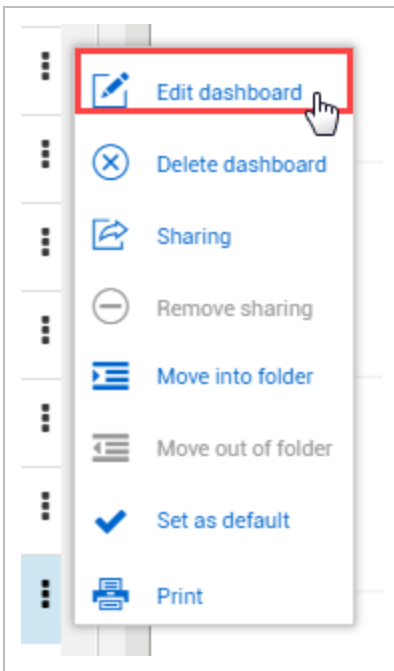 Edit dashboard
Delete dashboard
Sharing
Remove sharing
Move into folder
Move out of folder
Set as default
Print